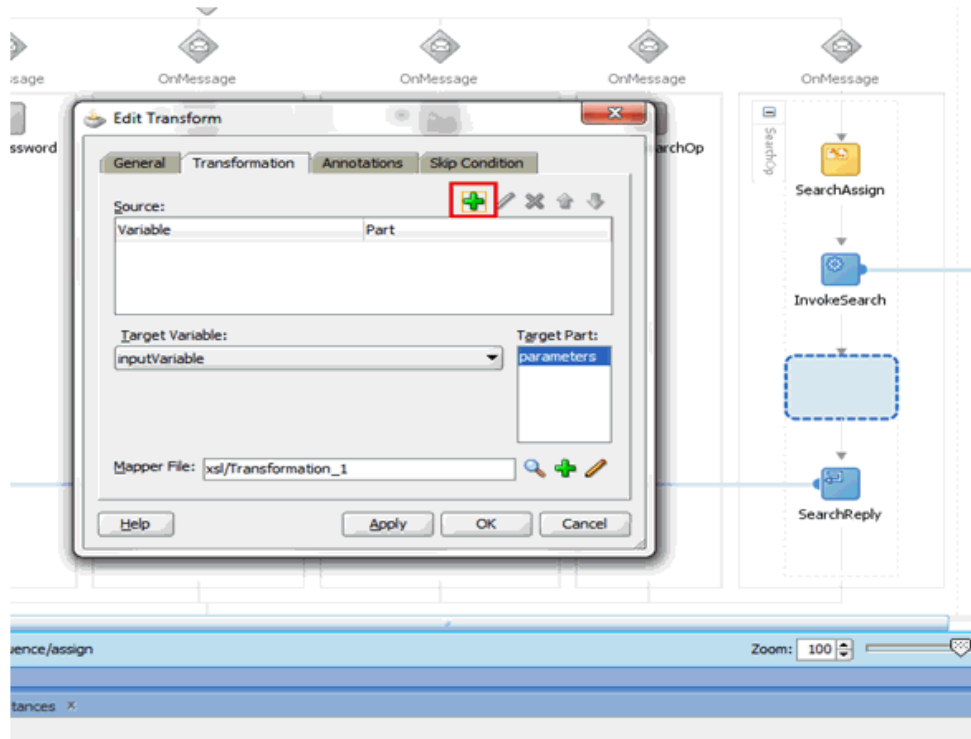 ssage
OnMessage
OnMessage
OnMessage
OnMessage
Edit Transform
ssword
archOp
SearchOp
General
Transformation
Annotations
Skip Condition
SearchAssign
Source:
Variable
Part
InvokeSearch
Target Variable:
Target Part:
inputVariable
parameters
Mapper File:
xsl/Transformation_1
SearchReply
Help
Apply
OK
Cancel
uence/assign
Zoom:
100
tances